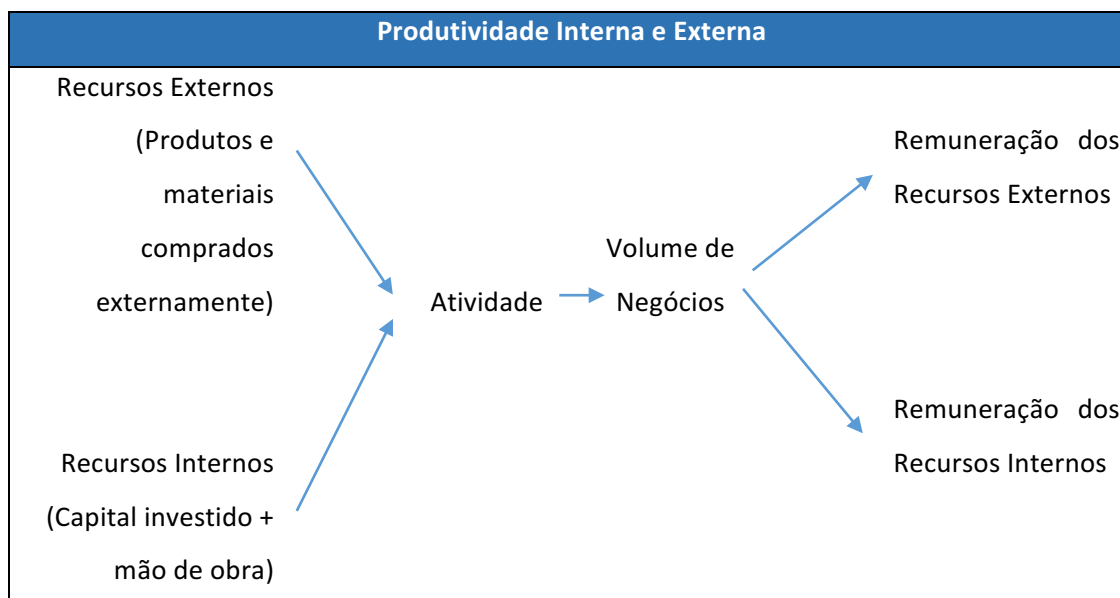 Produtividade Interna e Externa
Recursos Externos
(Produtos e
materiais
comprados
externamente)
Recursos Internos
(Capital investido +
mão de obra)
Atividade
Volume de
Negócios
Remuneração dos
Recursos Externos
Remuneração dos
Recursos Internos